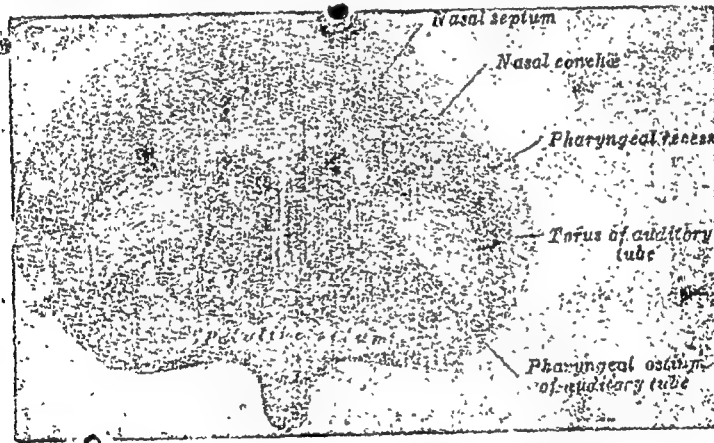 Nasal septum
Nasal conchæ
Pharyngeal recess
Torus of auditory
tube
Pharyngeal ostium
of auditory tube